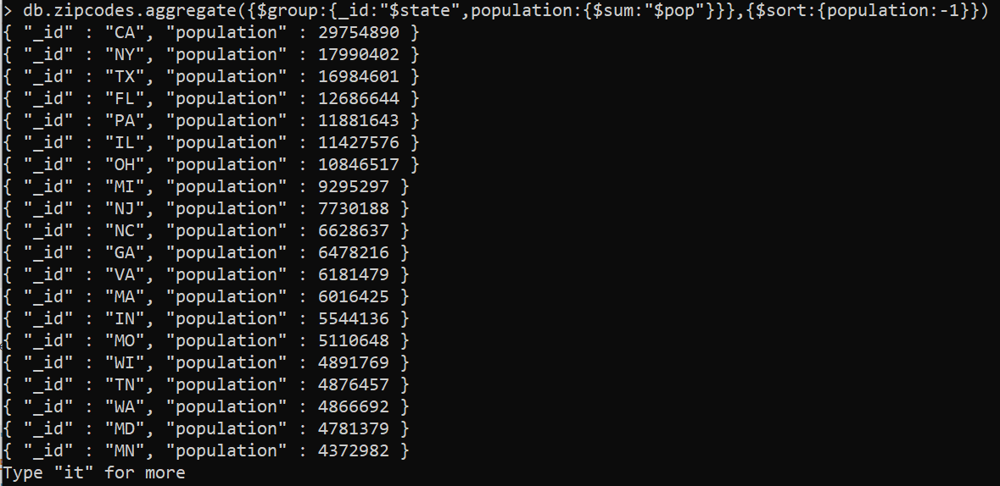 > db.zipcodes.aggregate({$group:{_id:"$state",population:{$sum:"$pop"}}},{$sort:{population:-1}})
{ "_id" : "CA", "population" : 29754890 }
{ "_id" : "NY", "population" : 17990402 }
{ "_id" : "TX", "population" : 16984601 }
{ "_id" : "FL", "population" : 12686644 }
{ "_id" : "PA", "population" : 11881643 }
{ "_id" : "IL", "population" : 11427576 }
{ "_id" : "OH", "population" : 10846517 }
{ "_id" : "MI", "population" : 9295297 }
{ "_id" : "NJ", "population" : 7730188 }
{ "_id" : "NC", "population" : 6628637 }
{ "_id" : "GA", "population" : 6478216 }
{ "_id" : "VA", "population" : 6181479 }
{ "_id" : "MA", "population" : 6016425 }
{ "_id" : "IN", "population" : 5544136 }
{ "_id" : "MO", "population" : 5110648 }
{ "_id" : "WI", "population" : 4891769 }
{ "_id" : "TN", "population" : 4876457 }
{ "_id" : "WA", "population" : 4866692 }
{ "_id" : "MD", "population" : 4781379 }
{ "_id" : "MN", "population" : 4372982 }
Type "it" for more